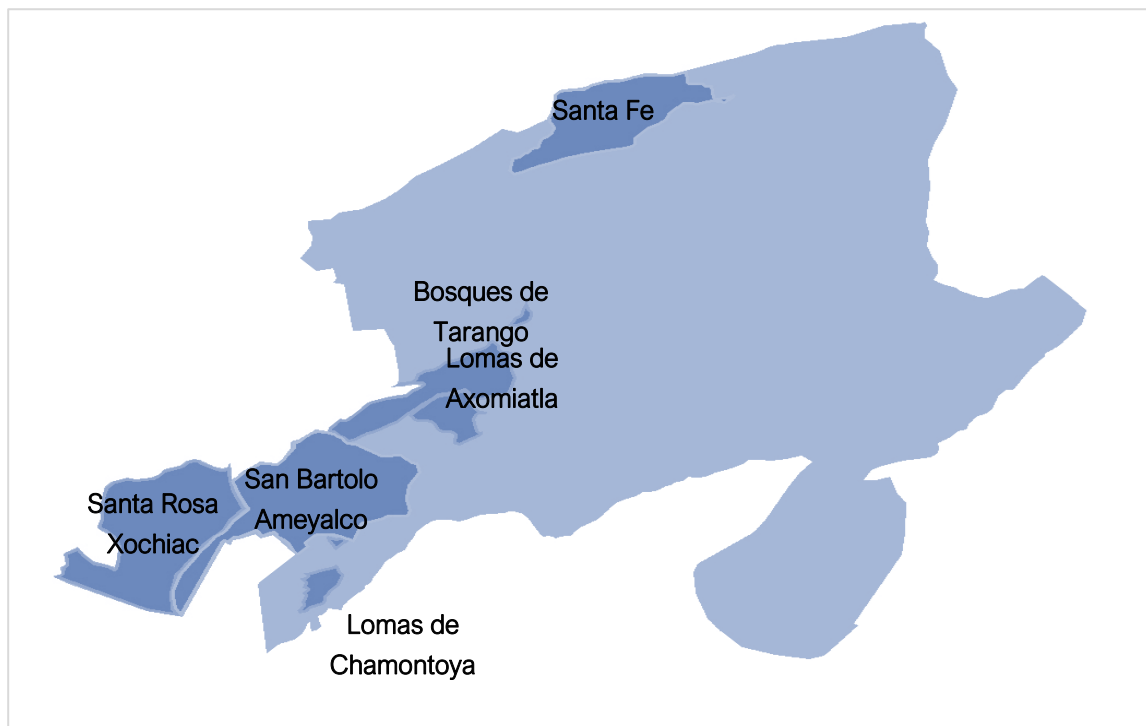 Santa Fe
Bosques de
Tarango
Lomas de
Axomiatla
San Bartolo
Ameyalco
Santa Rosa
Xochiac
Lomas de
Chamontoya